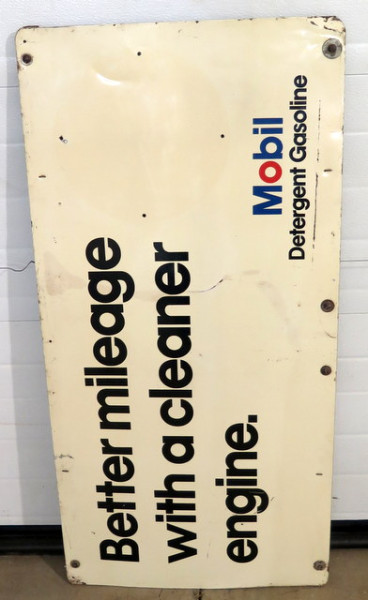 Better mileage
with a cleaner
engine.
Mobil
Detergent Gasoline